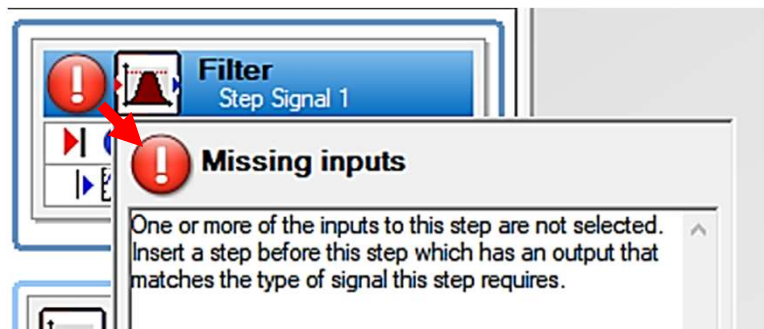 Filter
Step Signal 1
Missing inputs
One or more of the inputs to this step are not selected.
Insert a step before this step which has an output that
matches the type of signal this step requires.